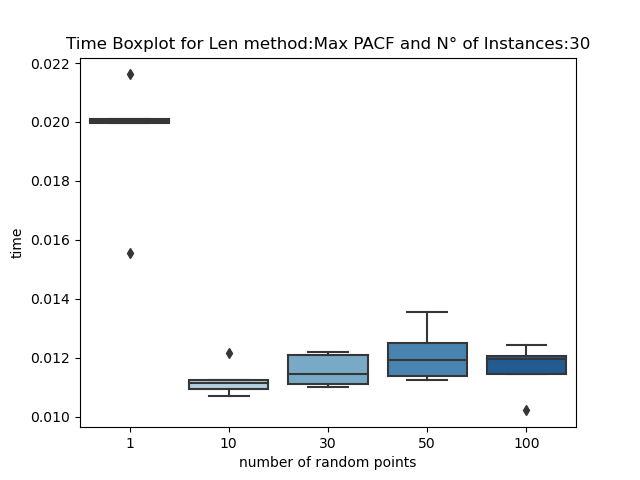 Time Boxplot for Len method:Max PACF and N° of Instances:30
0.022
0.020
0.018
0.016
0.014
0.012
0.010
time
1 10 30 50 100
number of random points